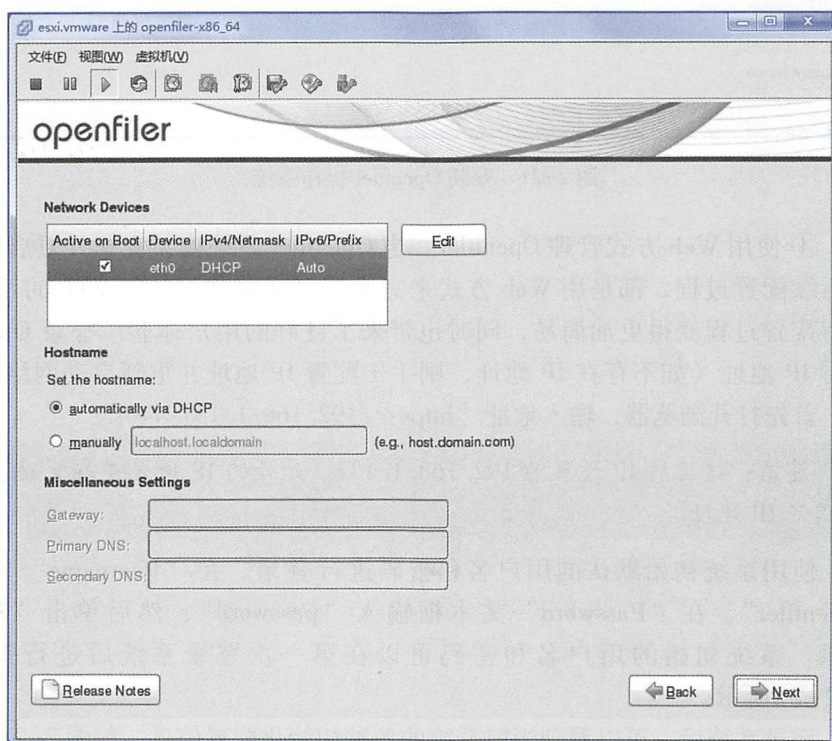 esxi.vmware 上的 openfiler-x86_64
文件(F) 视图(W) 虚拟机(V)
openfiler
Network Devices
Active on Boot Device IPv4/Netmask IPv6/Prefix
eth0 DHCP Auto
Edit
Hostname
Set the hostname:
automatically via DHCP
manually localhost.localdomain (e.g., host.domain.com)
Miscellaneous Settings
Gateway:
Primary DNS:
Secondary DNS:
Release Notes
Back
Next